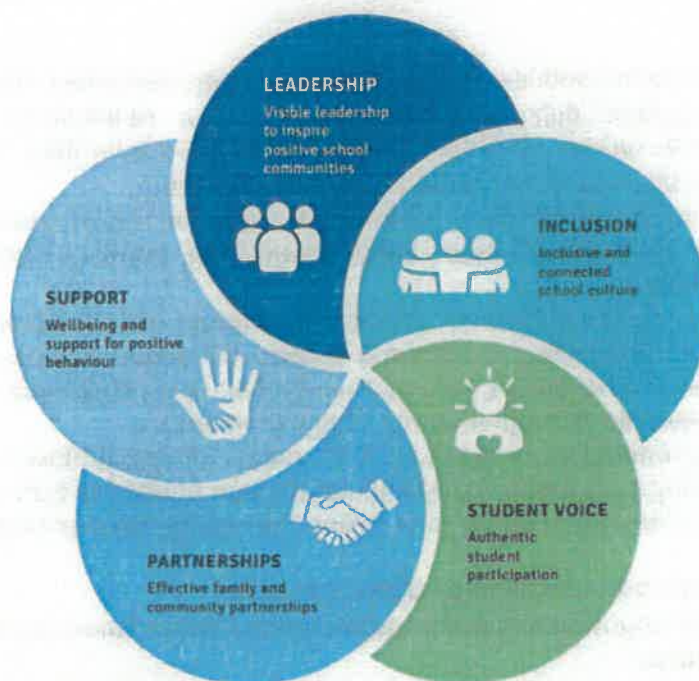 LEADERSHIP
Visible leadership
to inspire
positive school
communities
INCLUSION
Inclusive and
connected
school culture
STUDENT VOICE
Authentic
student
participation
PARTNERSHIPS
Effective family and
community partnerships
SUPPORT
Wellbeing and
support for positive
behaviour